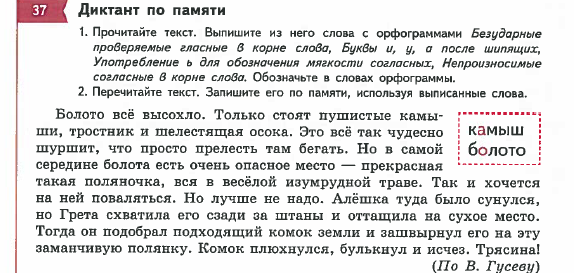 37 Диктант по памяти
1. Прочитайте текст. Выпишите из него слова с орфограммами Безударные
проверяемые гласные в корне слова, Буквы и, у, а после шипящих,
Употребление ь для обозначения мягкости согласных, Непроизносимые
согласные в корне слова. Обозначьте в словах орфограммы.
2. Перечитайте текст. Запишите его по памяти, используя выписанные слова.
Болото всё высохло. Только стоят пушистые камы-
ши, тростник и шелестящая осока. Это всё так чудесно
шуршит, что просто прелесть там бегать. Но в самой
середине болота есть очень опасное место — прекрасная
такая поляночка, вся в весёлой изумрудной траве. Так и хочется
на ней поваляться. Но лучше не надо. Алёшка туда было сунулся,
но Грета схватила его сзади за штаны и оттащила на сухое место.
Тогда он подобрал подходящий комок земли и зашвырнул его на эту
заманчивую полянку. Комок плюхнулся, булькнул и исчез. Трясина!
(По В. Гусеву)
камыш
болото